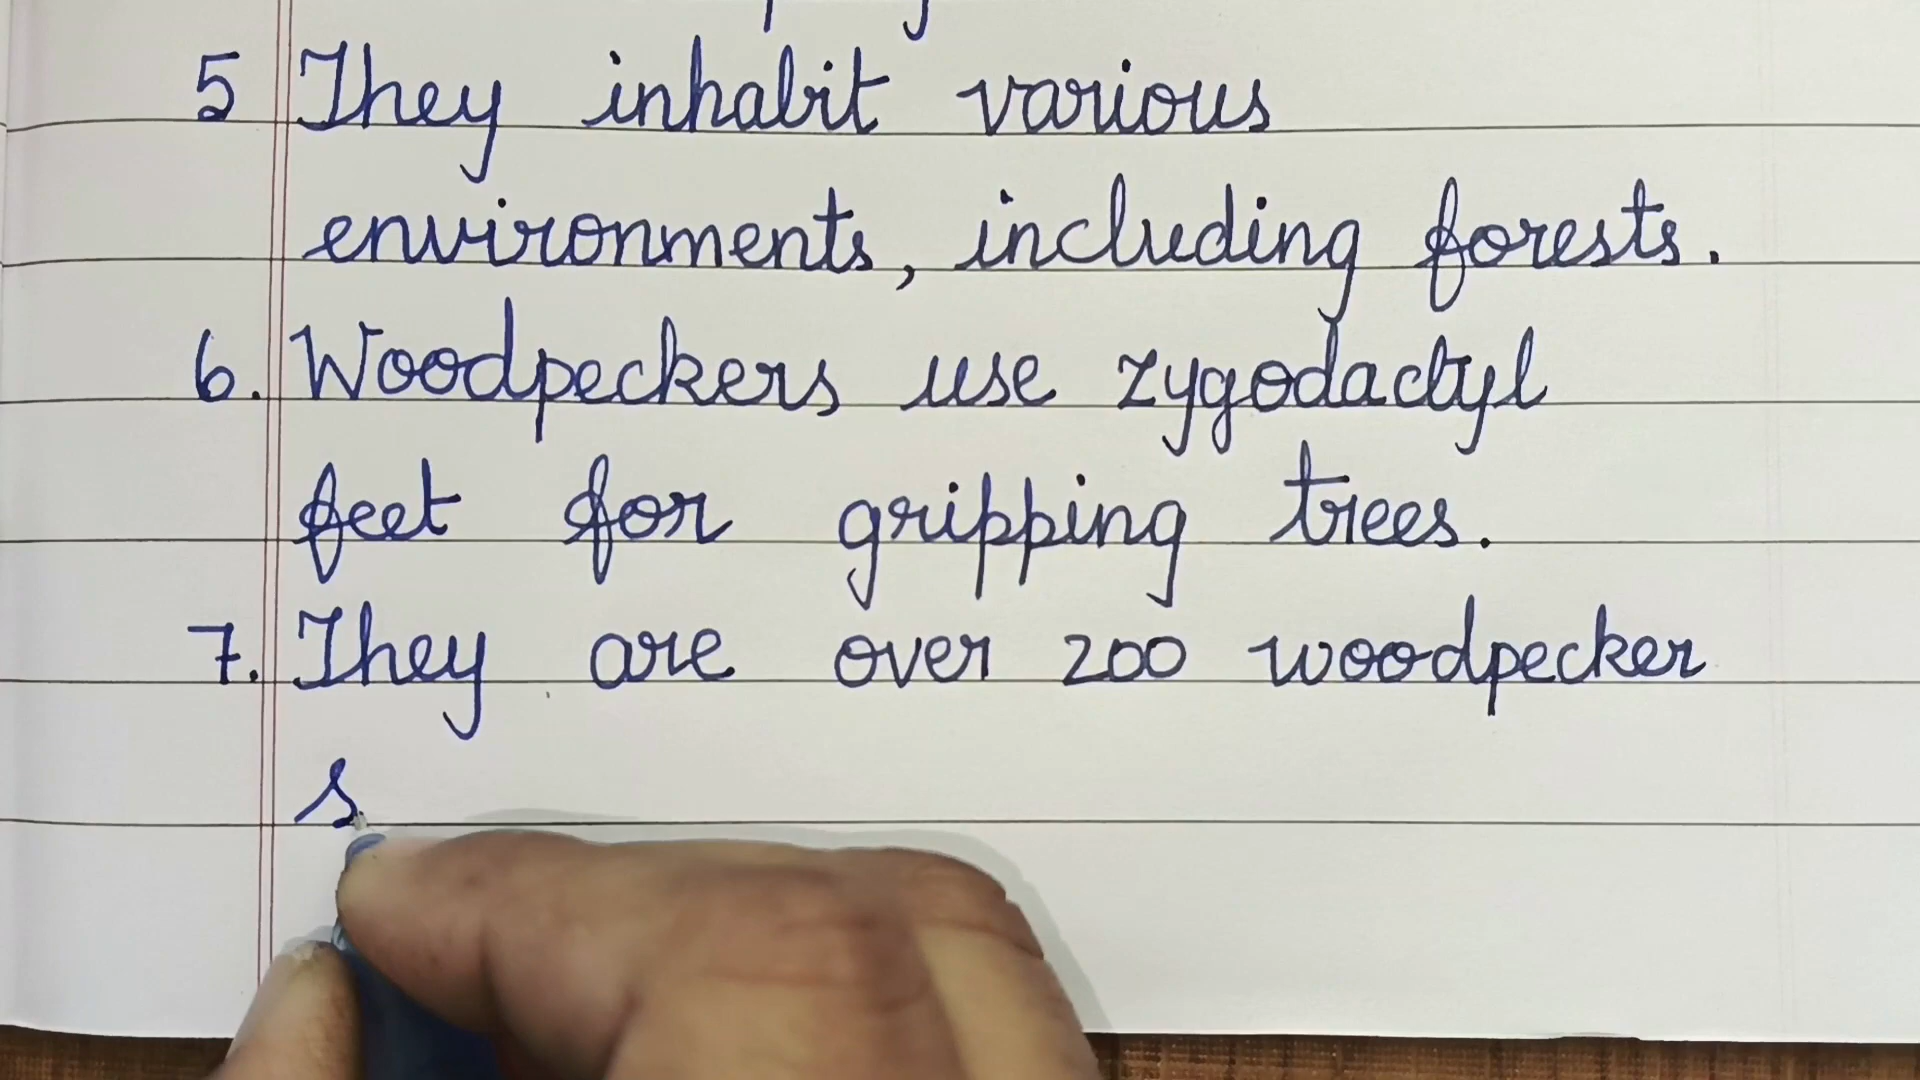 5 They inhabit various
environments, including forests.
6. Woodpeckers use zygodactyl
feet for gripping trees.
7. They are over 200 woodpecker
s